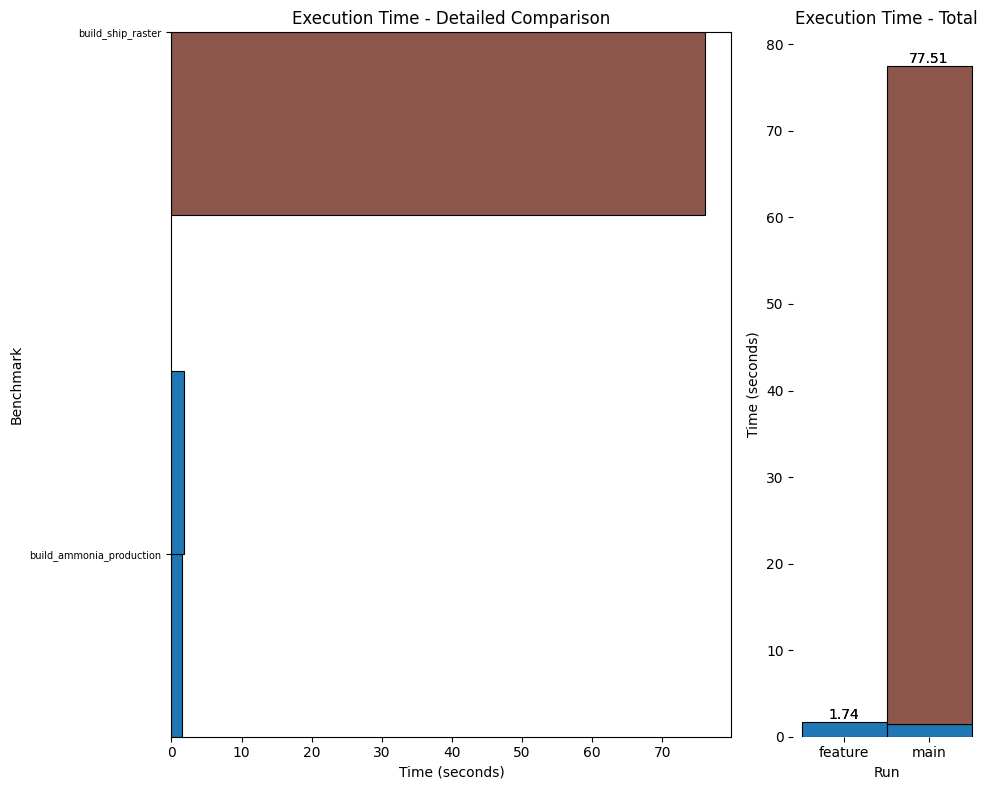 Execution Time - Detailed Comparison
build_ship_raster
Benchmark
build_ammonia_production
0 10 20 30 40 50 60 70
Time (seconds)
Execution Time - Total
80
77.51
70
60
50
Time (seconds)
40
30
20
10
1.74
0
feature main
Run